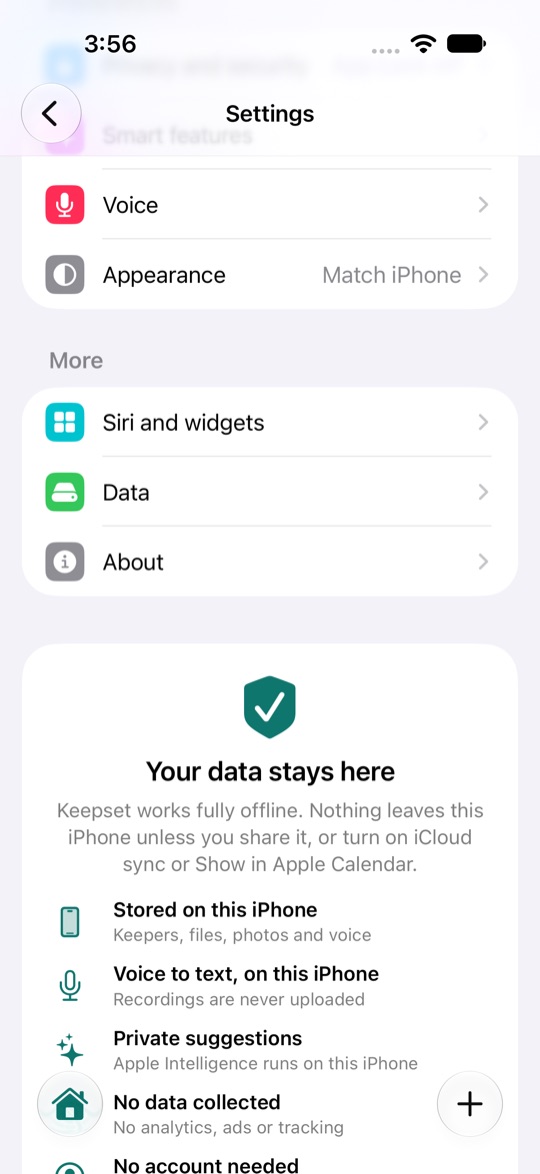 3:56
Settings
Smart features
Voice
Appearance
Match iPhone
More
Siri and widgets
Data
About
Your data stays here
Keepset works fully offline. Nothing leaves this
iPhone unless you share it, or turn on iCloud
sync or Show in Apple Calendar.
Stored on this iPhone
Keepers, files, photos and voice
Voice to text, on this iPhone
Recordings are never uploaded
Private suggestions
Apple Intelligence runs on this iPhone
No data collected
No analytics, ads or tracking
No account needed